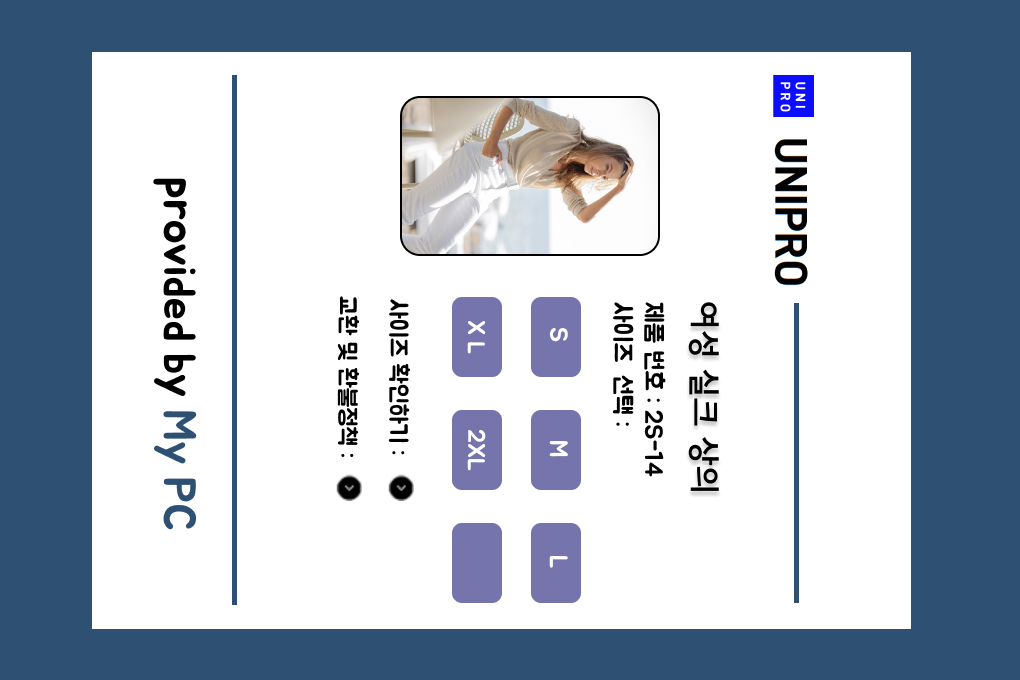 UNI
PRO
UNIPRO
여성 실크 상의
제품 번호 : 2S-14
사이즈 선택 :
S
M
L
XL
2XL
사이즈 확인하기 :
교환 및 환불정책 :
provided by My PC